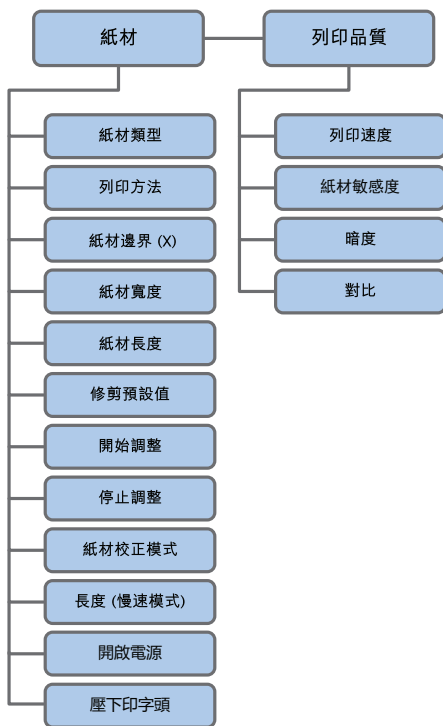 紙材
列印品質
紙材類型
列印方法
紙材邊界 (X)
紙材寬度
紙材長度
修剪預設值
開始調整
停止調整
紙材校正模式
長度 (慢速模式)
開啟電源
壓下印字頭
列印速度
紙材敏感度
暗度
對比